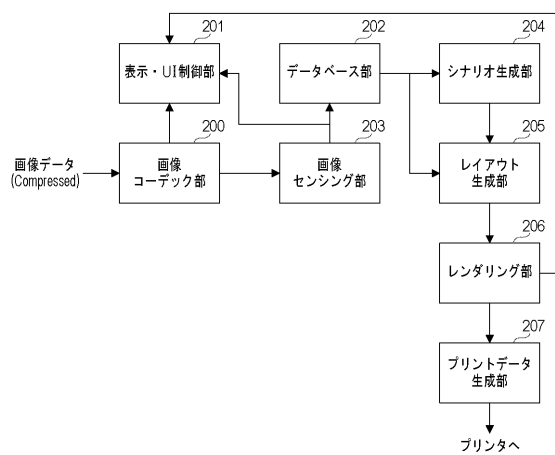 201
表示・UI制御部
202
データベース部
204
シナリオ生成部
画像データ
(Compressed)
200
画像
コーデック部
203
画像
センシング部
205
レイアウト
生成部
206
レンダリング部
207
プリントデータ
生成部
プリンタへ